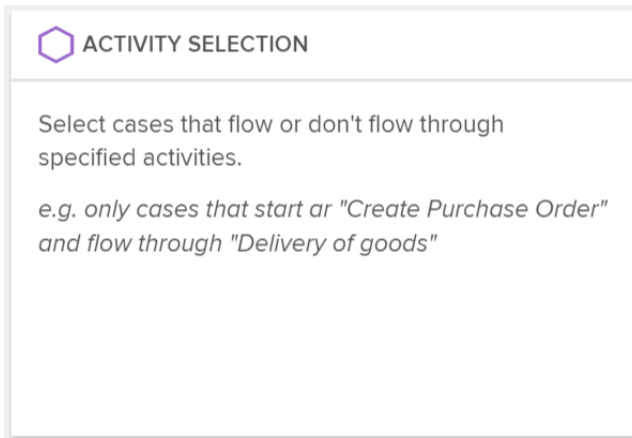 ACTIVITY SELECTION
Select cases that flow or don't flow through
specified activities.
e.g. only cases that start ar "Create Purchase Order"
and flow through "Delivery of goods"